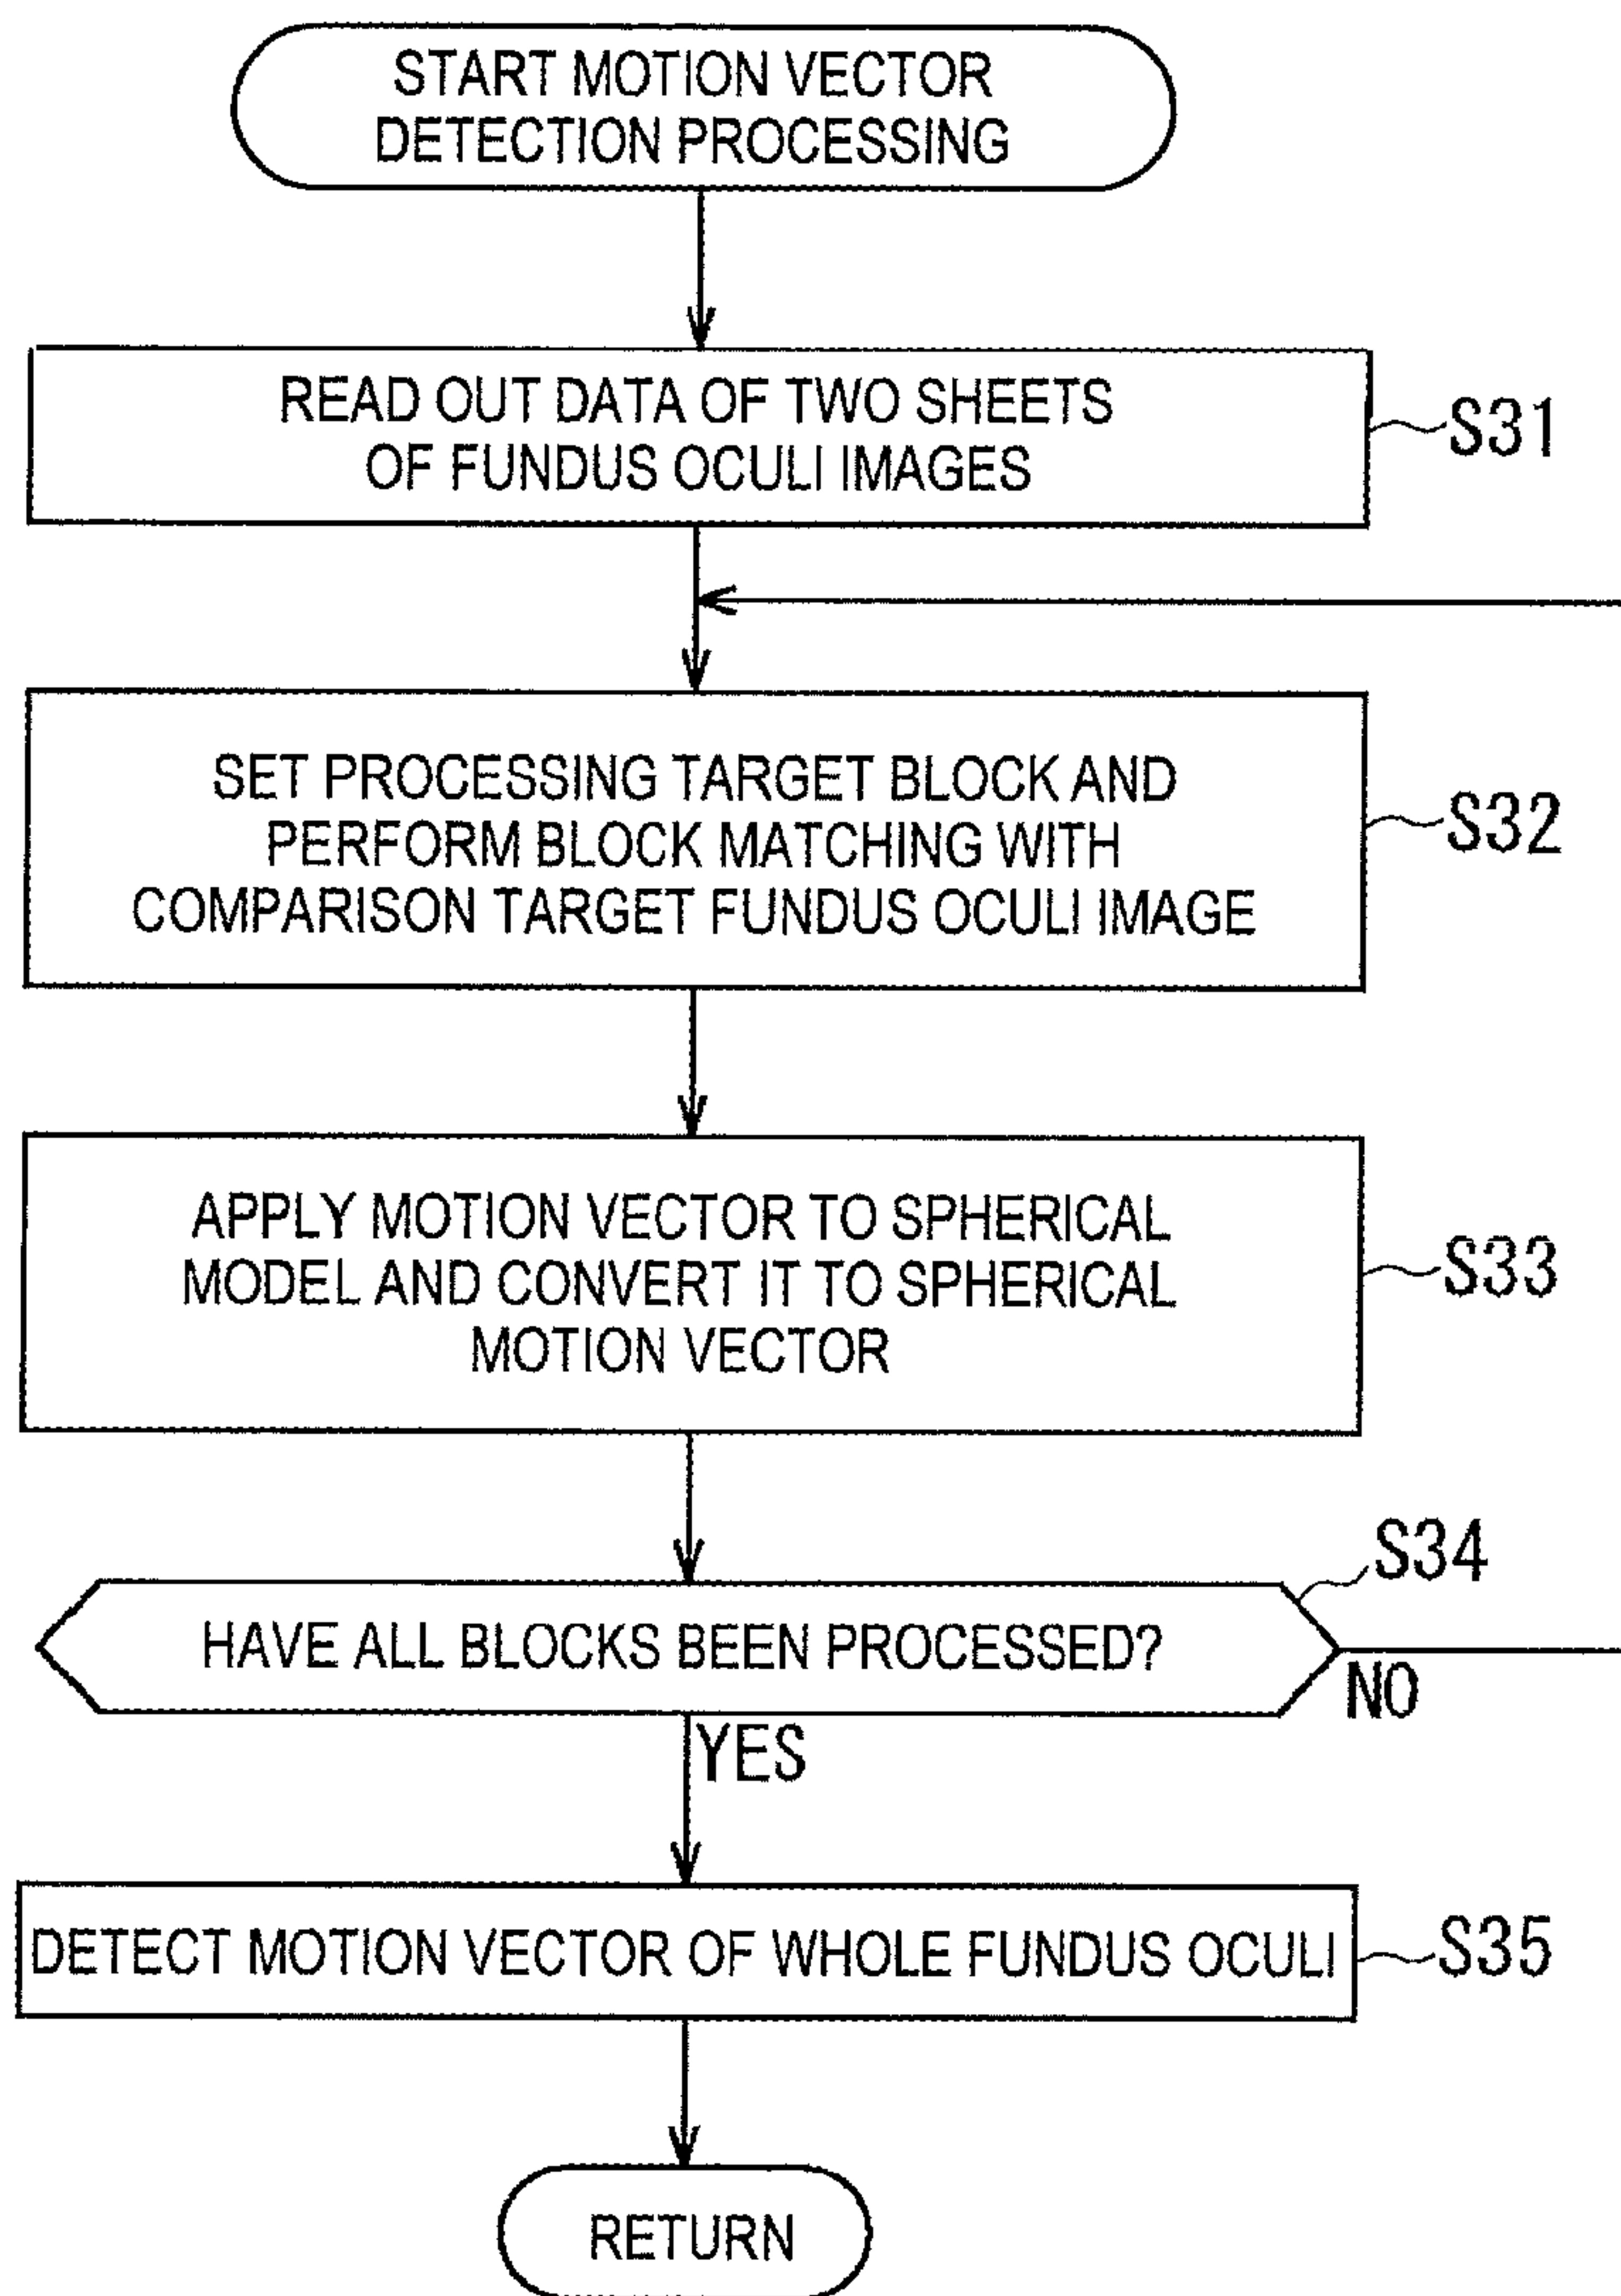 START MOTION VECTOR
DETECTION PROCESSING
READ OUT DATA OF TWO SHEETS
OF FUNDUS OCULI IMAGES
S31
SET PROCESSING TARGET BLOCK AND
PERFORM BLOCK MATCHING WITH
COMPARISON TARGET FUNDUS OCULI IMAGE
S32
APPLY MOTION VECTOR TO SPHERICAL
MODEL AND CONVERT IT TO SPHERICAL
MOTION VECTOR
S33
S34
HAVE ALL BLOCKS BEEN PROCESSED?
NO
YES
DETECT MOTION VECTOR OF WHOLE FUNDUS OCULI
S35
RETURN